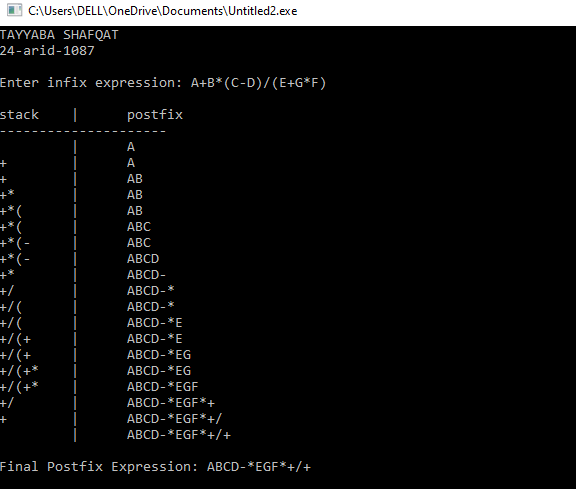 C:\Users\DELL\OneDrive\Documents\Untitled2.exe
TAYYABA SHAFQAT
24-arid-1087
Enter infix expression: A+B*(C-D)/(E+G*F)
stack | postfix
---------------------
| A
+ | A
+ | AB
+* | AB
+*( | AB
+*( | ABC
+*(- | ABC
+*(- | ABCD
+* | ABCD-
+/ | ABCD-*
+/( | ABCD-*
+/( | ABCD-*E
+/(+ | ABCD-*E
+/(+ | ABCD-*EG
+/(+* | ABCD-*EG
+/(+* | ABCD-*EGF
+/ | ABCD-*EGF*+
+ | ABCD-*EGF*+/
| ABCD-*EGF*+/+
Final Postfix Expression: ABCD-*EGF*+/+